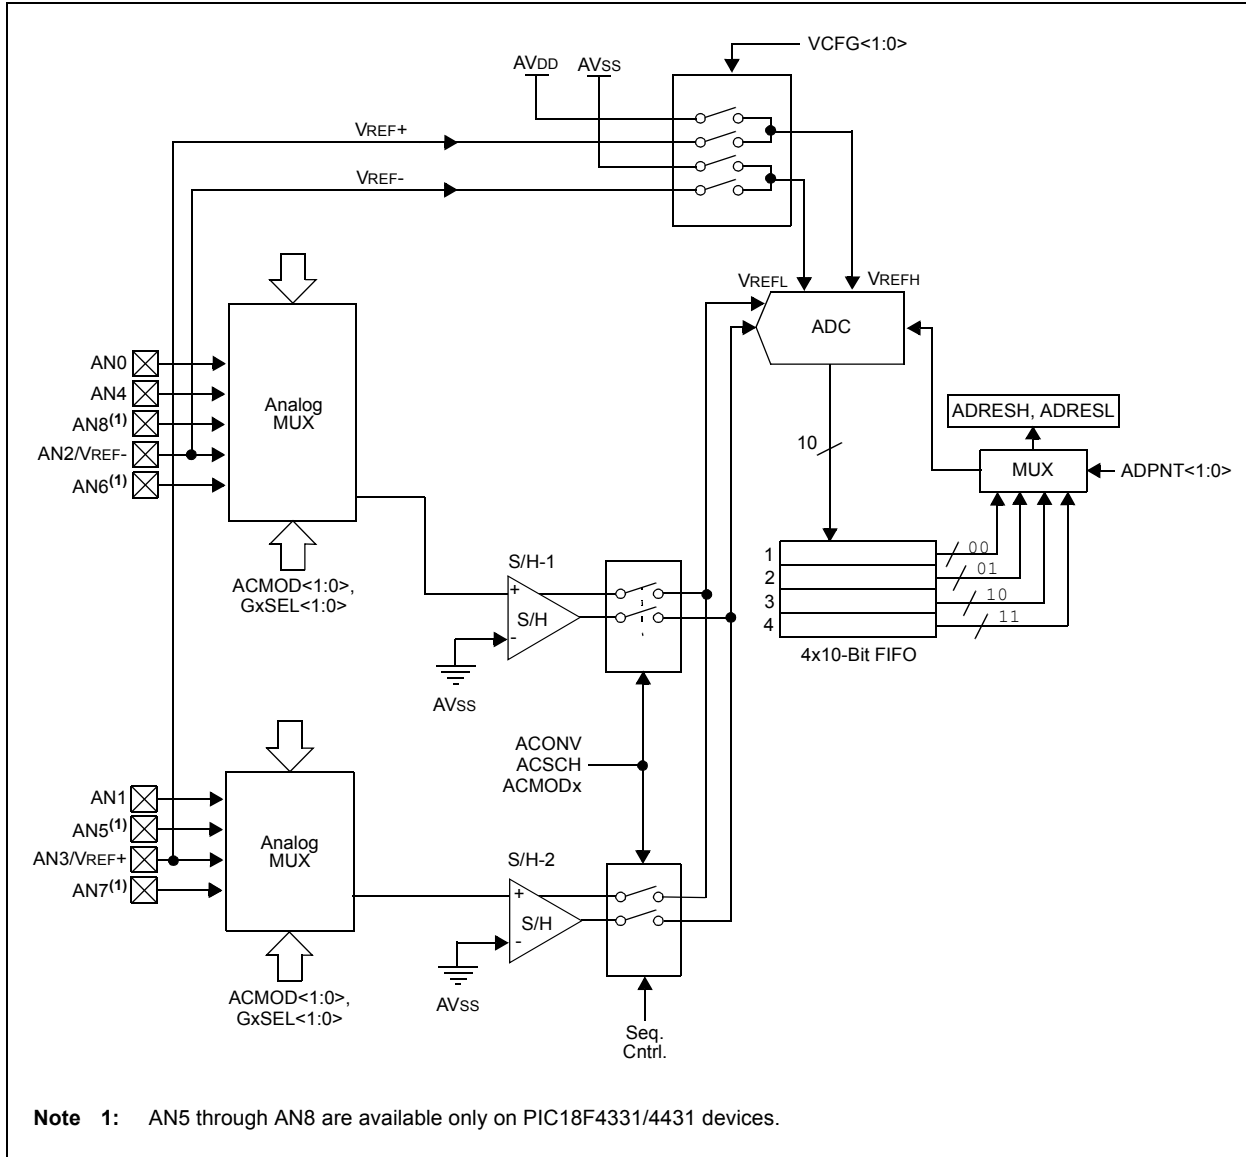 VCFG<1:0>
AVDD AVSS
VREF+
VREF-
VREFL VREFH
ADC
AN0
AN4
AN8(1)
AN2/VREF-
AN6(1)
Analog
MUX
ADRESH, ADRESL
10
MUX
ADPNT<1:0>
1 00
2 01
3 10
4 11
4x10-Bit FIFO
ACMOD<1:0>,
GxSEL<1:0>
S/H-1
+
S/H
-
AVSS
ACONV
ACSCH
ACMODx
AN1
AN5(1)
AN3/VREF+
AN7(1)
Analog
MUX
S/H-2
+
S/H
-
AVSS
ACMOD<1:0>,
GxSEL<1:0>
Seq.
Cntrl.
Note 1: AN5 through AN8 are available only on PIC18F4331/4431 devices.